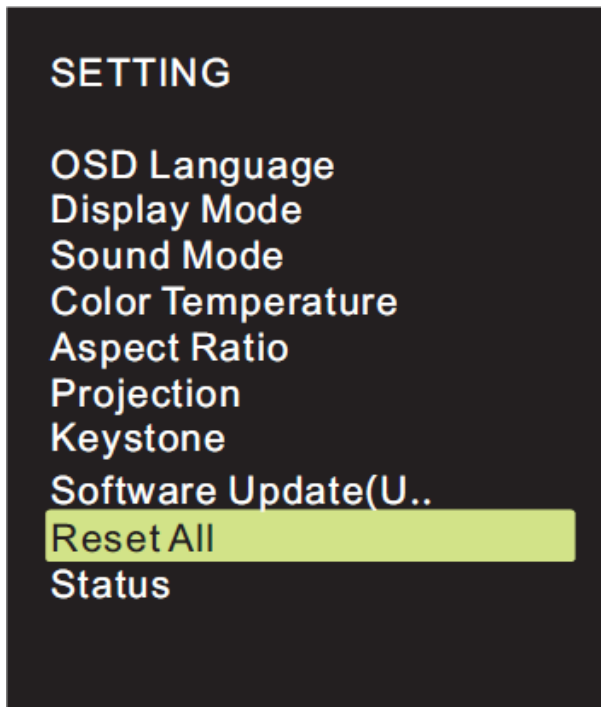 SETTING
OSD Language
Display Mode
Sound Mode
Color Temperature
Aspect Ratio
Projection
Keystone
Software Update(U..
Reset All
Status